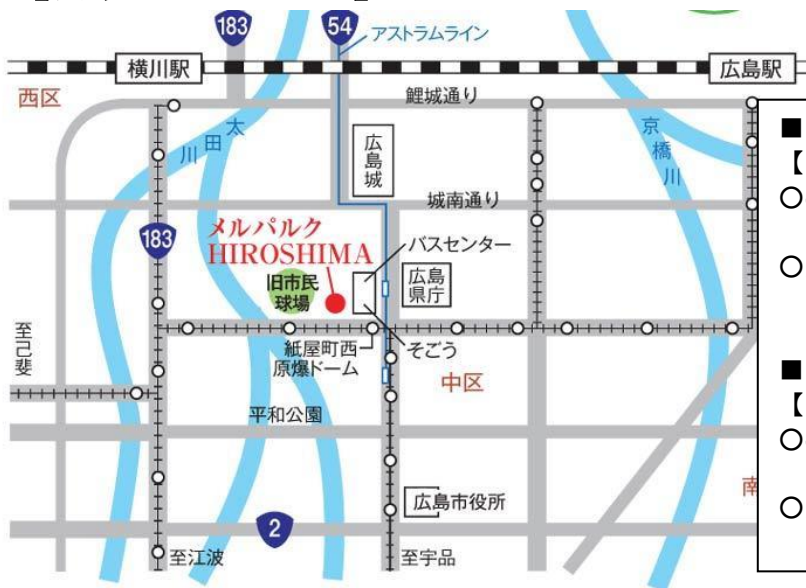 183
54
アストラムライン
横川駅
広島駅
西区
鯉城通り
太田川
京橋川
広島城
城南通り
183
メルパルク
HIROSHIMA
バスセンター
旧市民
球場
広島
県庁
至己斐
紙屋町西
原爆ドーム
そごう
中区
平和公園
南
広島市役所
2
至江波
至宇品
■
【
○
○
■
【
○
○